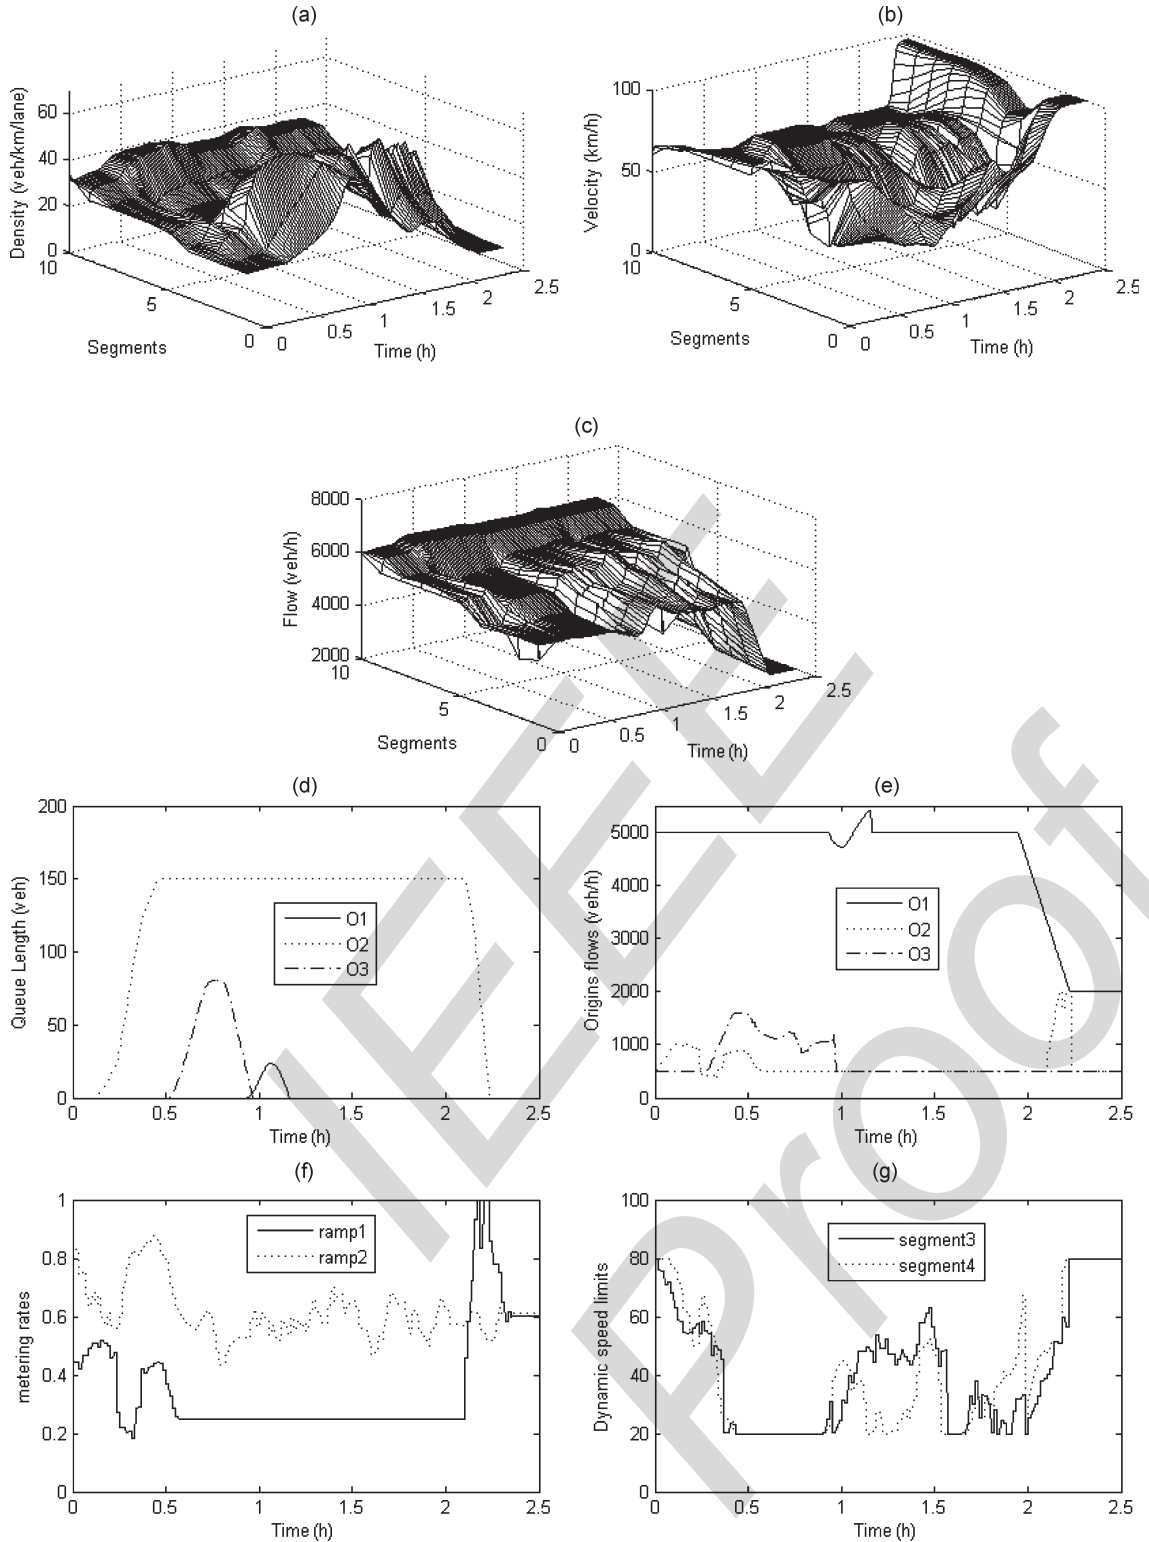 (a)
Density (veh/km/lane)
60
40
20
0
10
5
0
Segments
0
0.5
1
1.5
2
2.5
Time (h)
(b)
Velocity (km/h)
100
50
0
10
5
0
Segments
0
0.5
1
1.5
2
2.5
Time (h)
(c)
Flow (veh/h)
8000
6000
4000
2000
10
5
0
Segments
0
0.5
1
1.5
2
2.5
Time (h)
(d)
Queue Length (veh)
200
150
100
50
0
O1
O2
O3
0 0.5 1 1.5 2 2.5
Time (h)
(e)
Origins flows (veh/h)
5000
4000
3000
2000
1000
0
O1
O2
O3
0 0.5 1 1.5 2 2.5
Time (h)
(f)
metering rates
1
0.8
0.6
0.4
0.2
0
ramp1
ramp2
0 0.5 1 1.5 2 2.5
Time (h)
(g)
Dynamic speed limits
100
80
60
40
20
0
segment3
segment4
0 0.5 1 1.5 2 2.5
Time (h)
IEEE
Proof